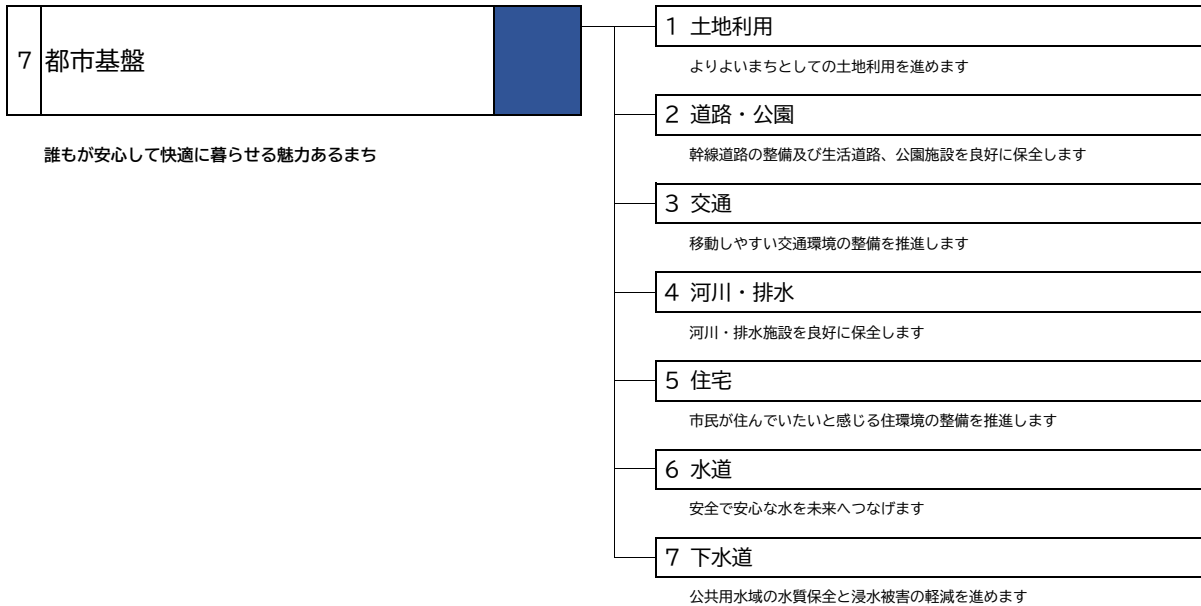 7 都市基盤
誰もが安心して快適に暮らせる魅力あるまち
1 土地利用
よりよいまちとしての土地利用を進めます
2 道路・公園
幹線道路の整備及び生活道路、公園施設を良好に保全します
3 交通
移動しやすい交通環境の整備を推進します
4 河川・排水
河川・排水施設を良好に保全します
5 住宅
市民が住んでいたいと感じる住環境の整備を推進します
6 水道
安全で安心な水を未来へつなげます
7 下水道
公共用水域の水質保全と浸水被害の軽減を進めます